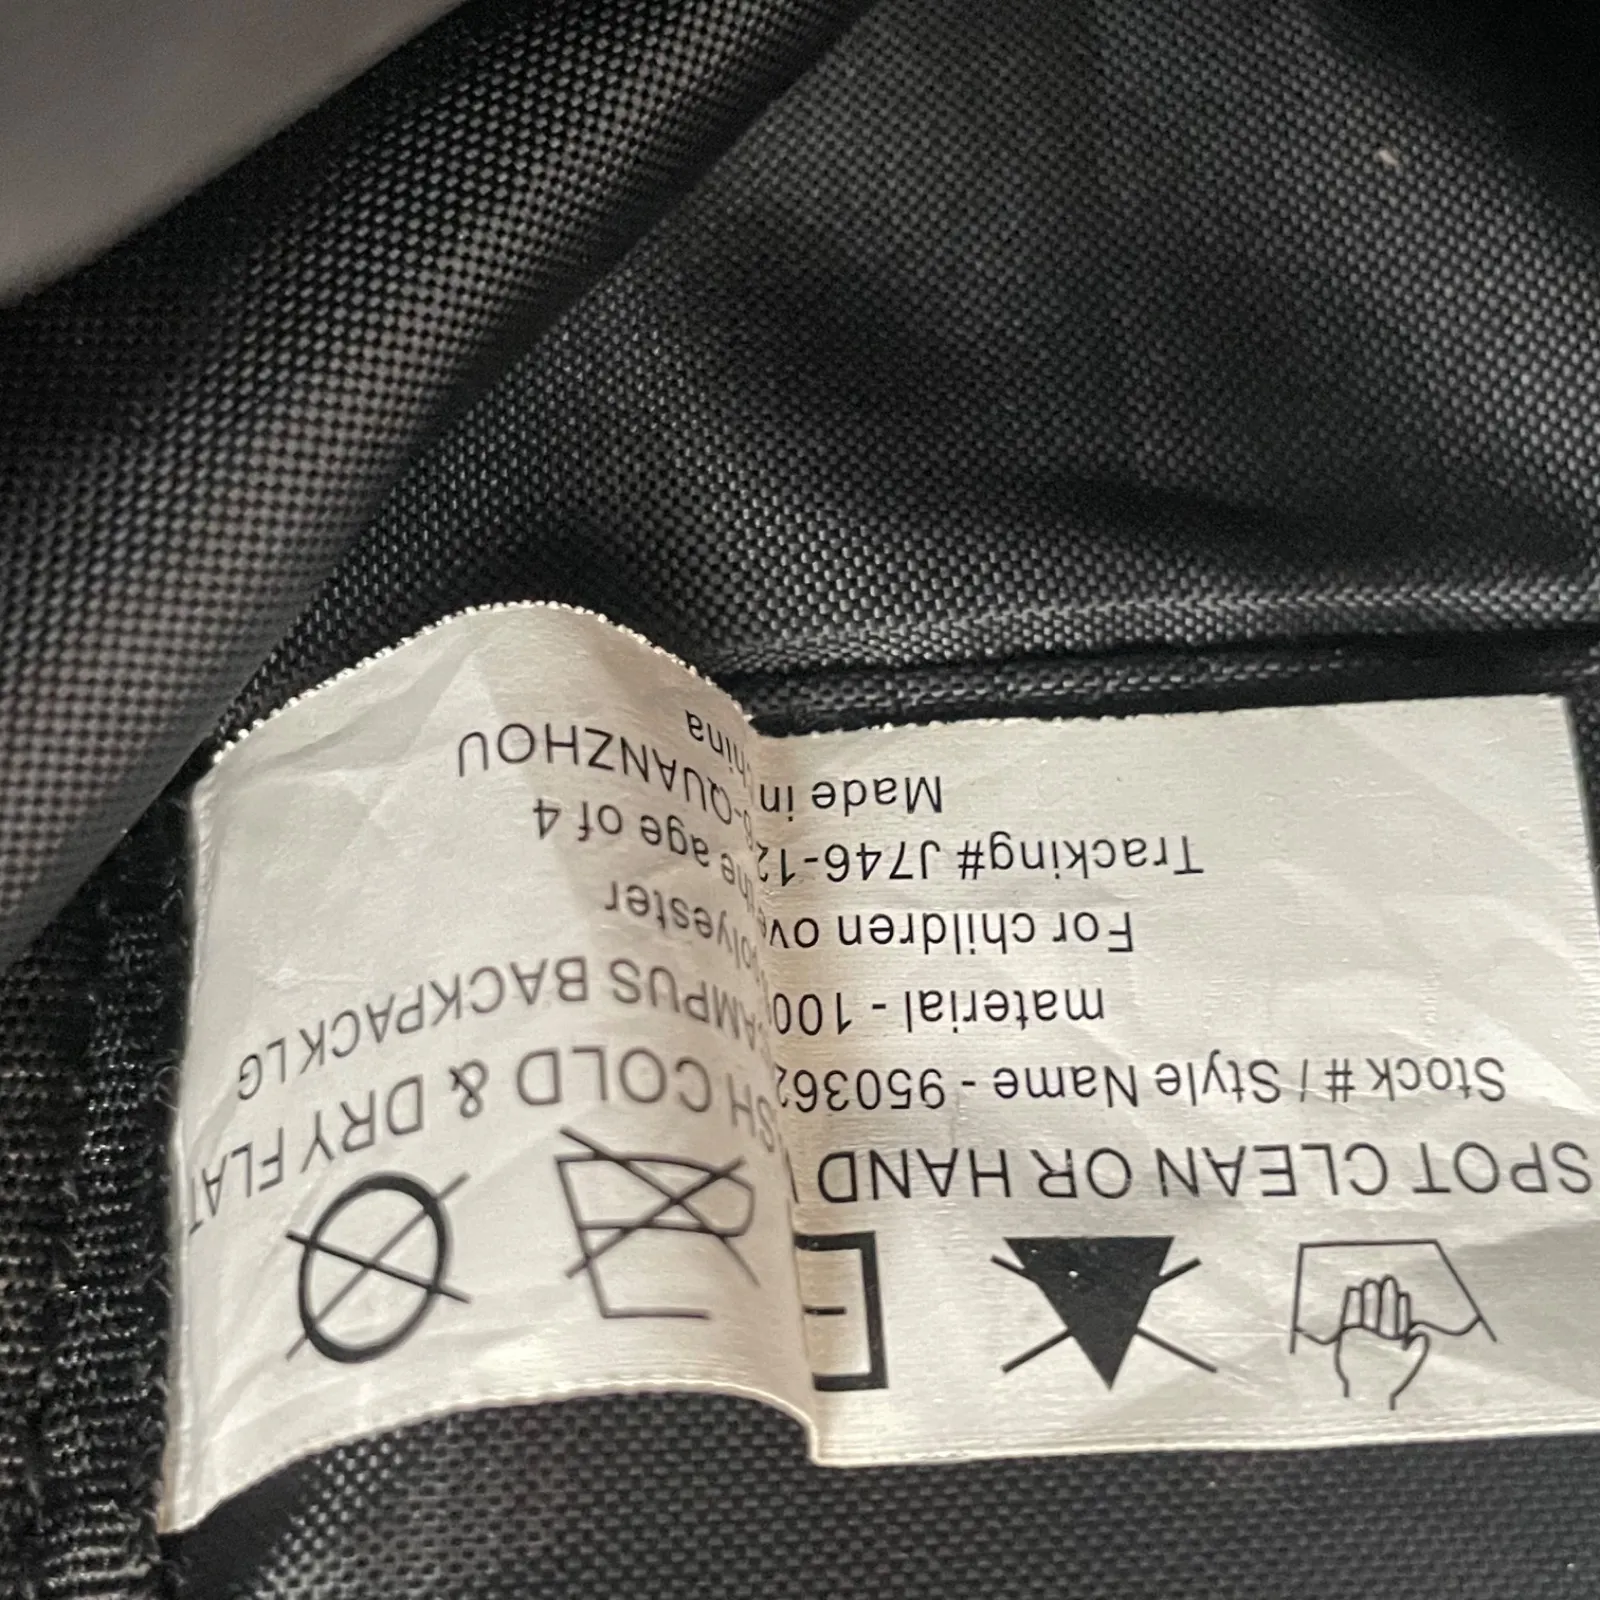 SPOT CLEAN OR HAND SH COLD & DRY FLAT
Stock # / Style Name - 950362 AMPUS BACKPACK LG
material - 100 olyester
For children ove the age of 4
Tracking# J746-12 -QUANZHOU
Made in hina